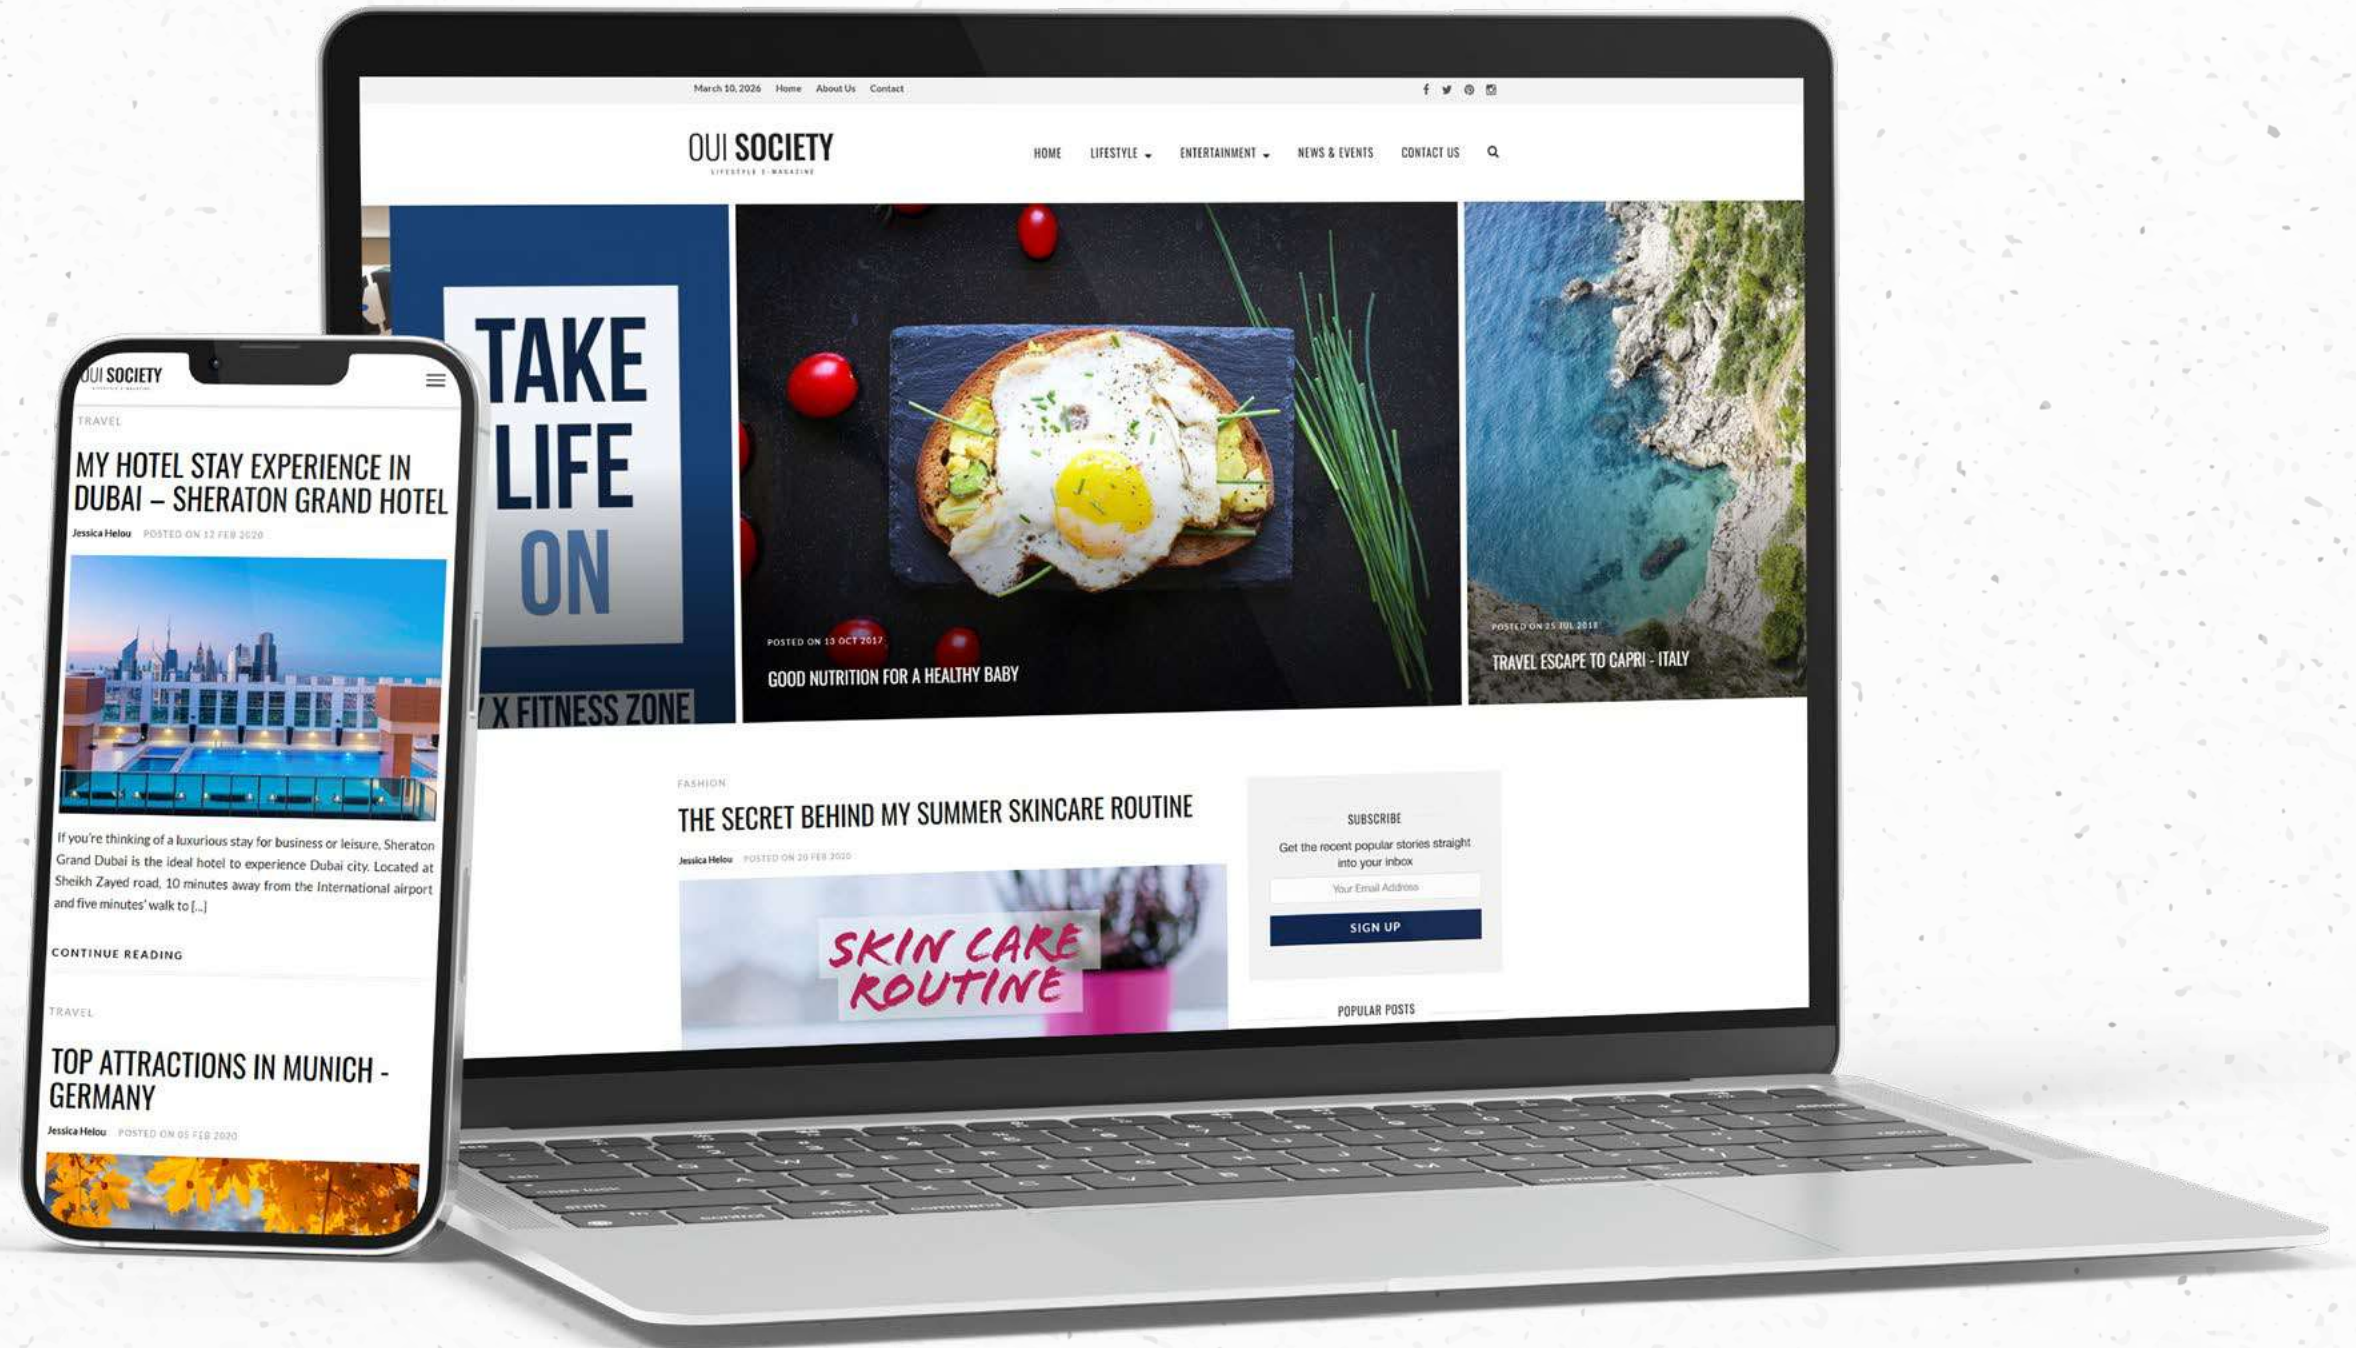 March 10, 2026 Home About Us Contact
OUI SOCIETY
LIFESTYLE E-MAGAZINE
HOME LIFESTYLE ENTERTAINMENT NEWS & EVENTS CONTACT US
TAKE
LIFE
ON
X FITNESS ZONE
POSTED ON 13 OCT 2017
GOOD NUTRITION FOR A HEALTHY BABY
POSTED ON 25 JUL 2018
TRAVEL ESCAPE TO CAPRI - ITALY
FASHION
THE SECRET BEHIND MY SUMMER SKINCARE ROUTINE
Jessica Helou POSTED ON 20 FEB 2020
SKIN CARE
ROUTINE
SUBSCRIBE
Get the recent popular stories straight
into your inbox
Your Email Address
SIGN UP
POPULAR POSTS
OUI SOCIETY
TRAVEL
MY HOTEL STAY EXPERIENCE IN
DUBAI – SHERATON GRAND HOTEL
Jessica Helou POSTED ON 12 FEB 2020
If you're thinking of a luxurious stay for business or leisure, Sheraton
Grand Dubai is the ideal hotel to experience Dubai city. Located at
Sheikh Zayed road, 10 minutes away from the International airport
and five minutes' walk to [...]
CONTINUE READING
TRAVEL
TOP ATTRACTIONS IN MUNICH -
GERMANY
Jessica Helou POSTED ON 05 FEB 2020